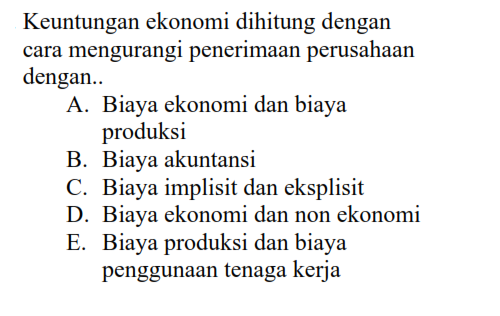 Keuntungan ekonomi dihitung dengan
cara mengurangi penerimaan perusahaan
dengan..
A. Biaya ekonomi dan biaya
produksi
B. Biaya akuntansi
C. Biaya implisit dan eksplisit
D. Biaya ekonomi dan non ekonomi
E. Biaya produksi dan biaya
penggunaan tenaga kerja